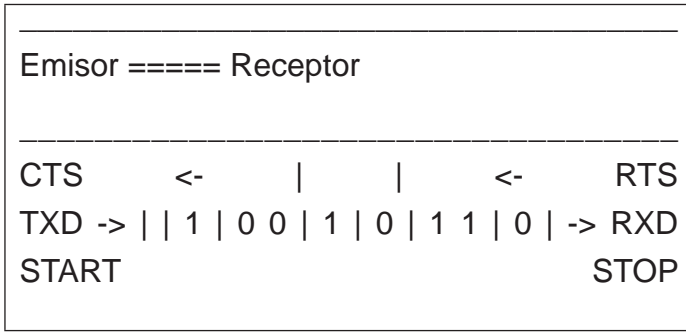 Emisor ===== Receptor
CTS <- | | <- RTS
TXD -> | | 1 | 0 0 | 1 | 0 | 1 1 | 0 | -> RXD
START STOP